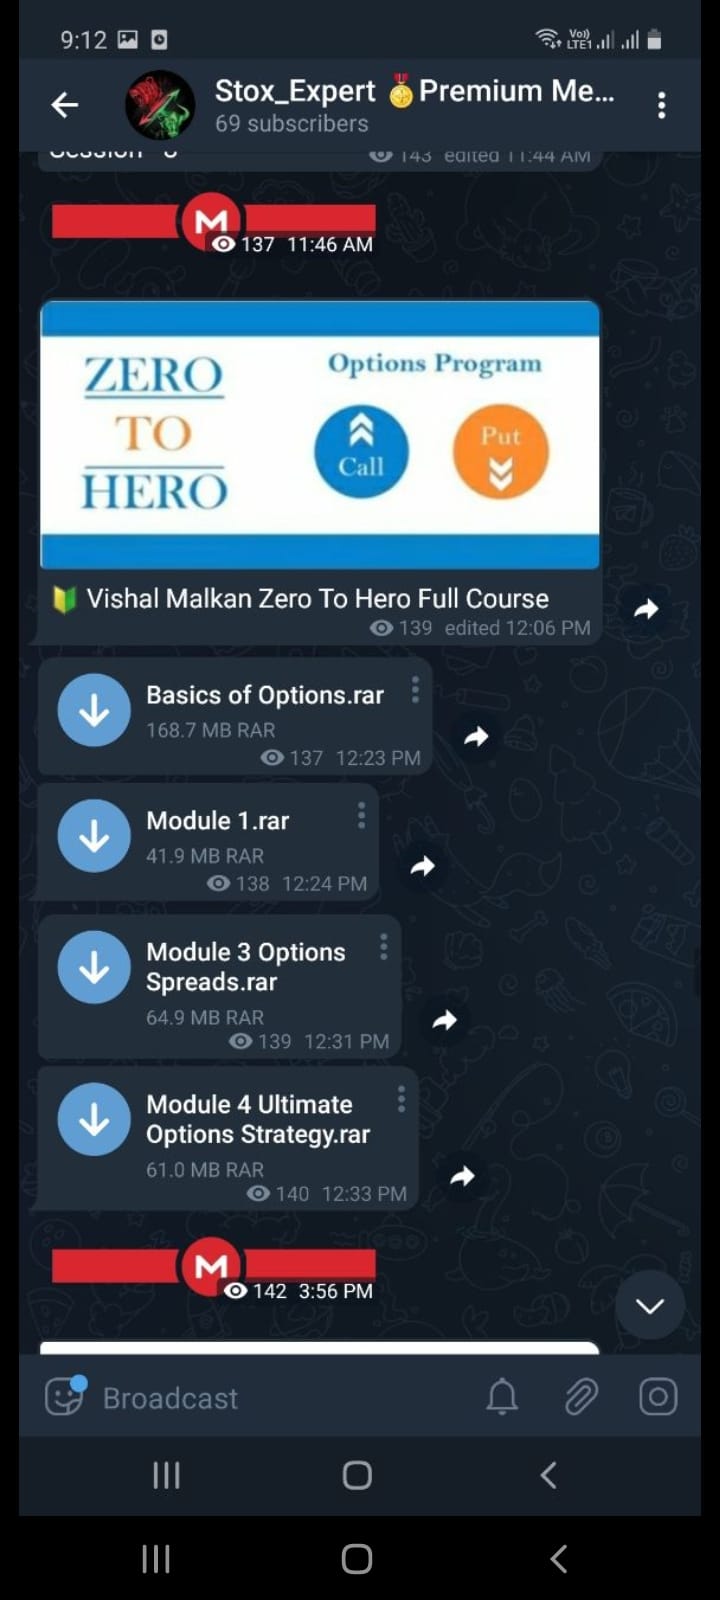 9:12
Vo))
LTE1
Stox_Expert 🏅Premium Me...
69 subscribers
143 edited 11:44 AM
M
137 11:46 AM
ZERO
TO
HERO
Options Program
Call
Put
🔰 Vishal Malkan Zero To Hero Full Course
139 edited 12:06 PM
Basics of Options.rar
168.7 MB RAR
137 12:23 PM
Module 1.rar
41.9 MB RAR
138 12:24 PM
Module 3 Options
Spreads.rar
64.9 MB RAR
139 12:31 PM
Module 4 Ultimate
Options Strategy.rar
61.0 MB RAR
140 12:33 PM
M
142 3:56 PM
Broadcast